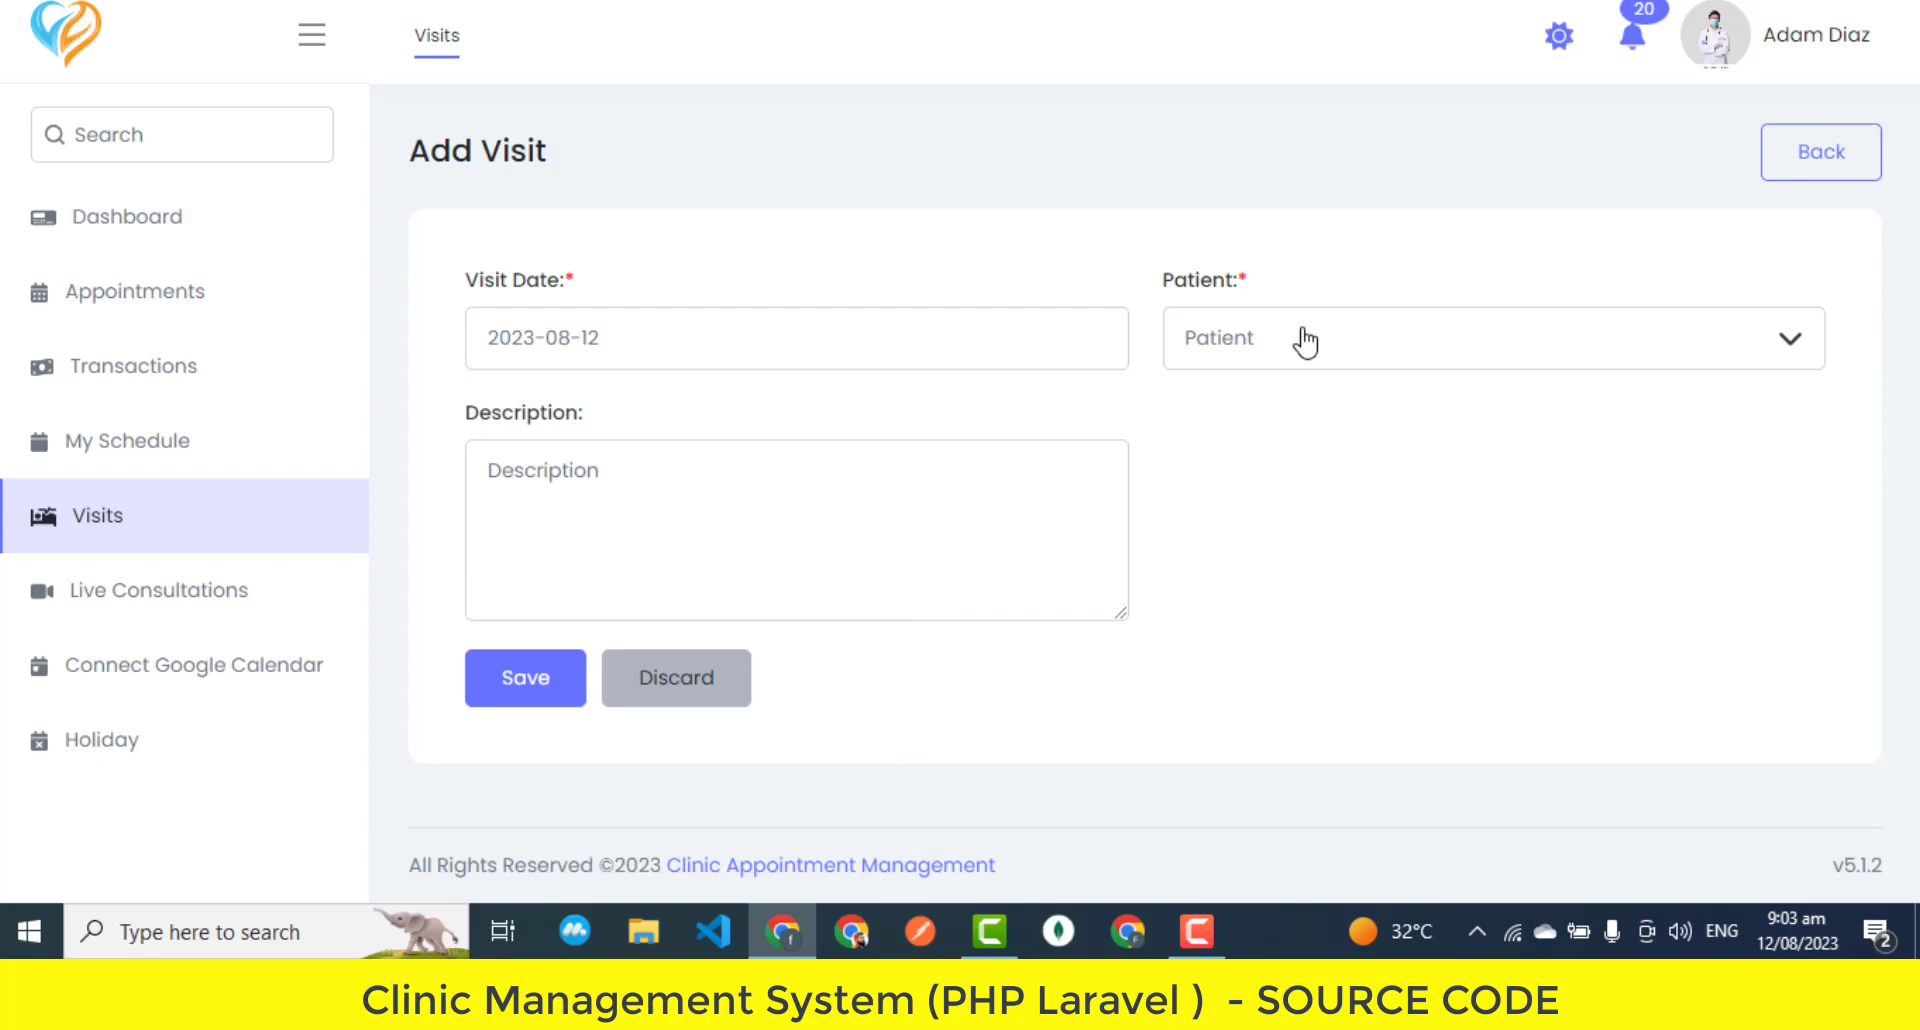 Visits
20
Adam Diaz
Search
Add Visit
Back
Dashboard
Appointments
Transactions
My Schedule
Visits
Live Consultations
Connect Google Calendar
Holiday
Visit Date:*
2023-08-12
Patient:*
Patient
Description:
Description
Save
Discard
All Rights Reserved ©2023 Clinic Appointment Management
v5.1.2
Type here to search
32°C
ENG
9:03 am
12/08/2023
2
Clinic Management System (PHP Laravel ) - SOURCE CODE